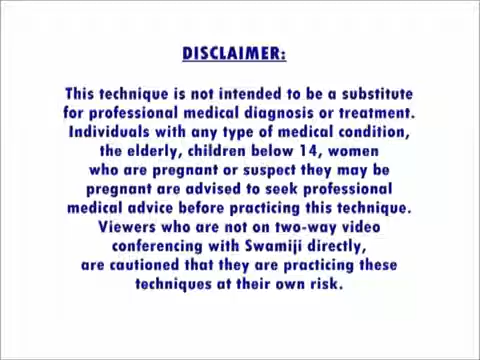 DISCLAIMER:
This technique is not intended to be a substitute
for professional medical diagnosis or treatment.
Individuals with any type of medical condition,
the elderly, children below 14, women
who are pregnant or suspect they may be
pregnant are advised to seek professional
medical advice before practicing this technique.
Viewers who are not on two-way video
conferencing with Swamiji directly,
are cautioned that they are practicing these
techniques at their own risk.